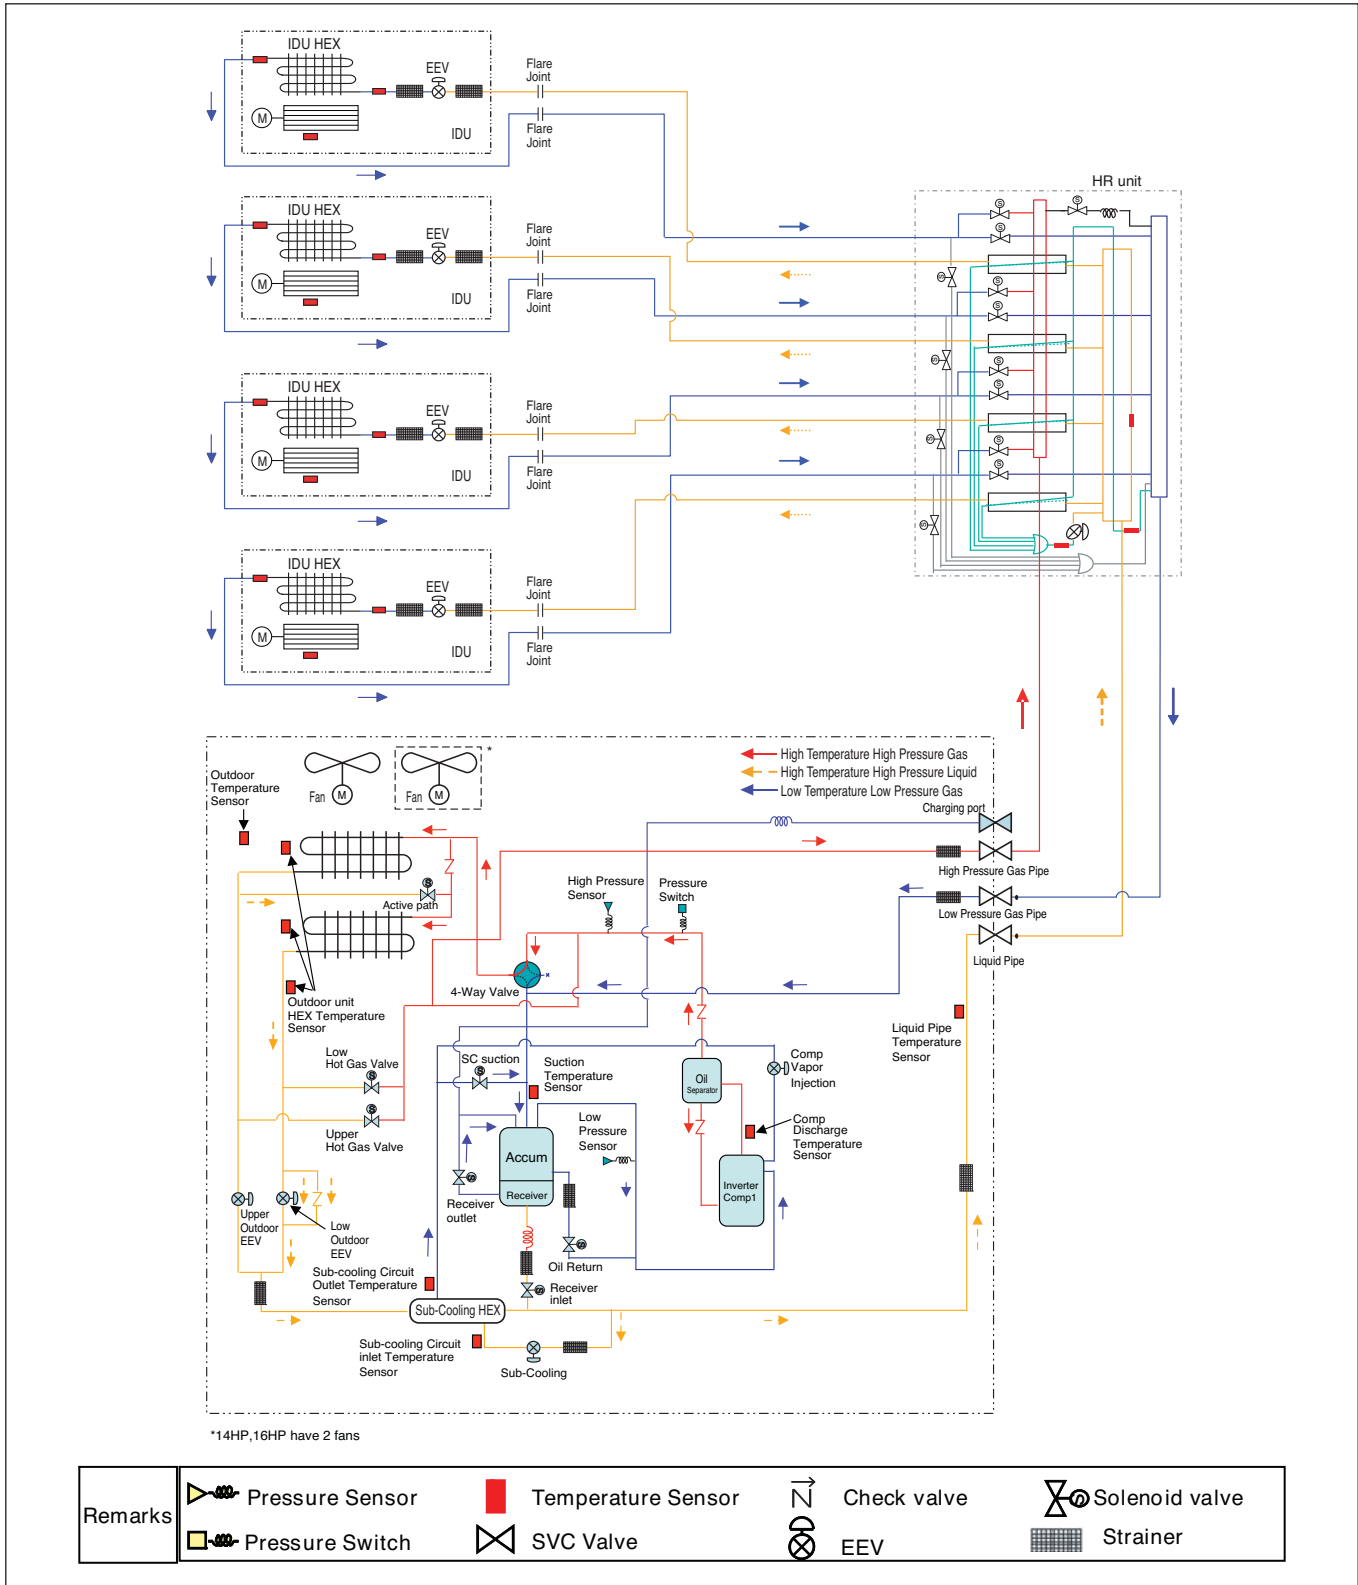 IDU HEX
EEV
Flare
Joint
M
IDU
Flare
Joint
HR unit
IDU HEX
EEV
Flare
Joint
M
IDU
Flare
Joint
IDU HEX
EEV
Flare
Joint
M
IDU
Flare
Joint
IDU HEX
EEV
Flare
Joint
M
IDU
Flare
Joint
*
Outdoor
Temperature
Sensor
Fan M
Fan M
High Temperature High Pressure Gas
High Temperature High Pressure Liquid
Low Temperature Low Pressure Gas
Charging port
High Pressure Gas Pipe
High Pressure
Sensor
Pressure
Switch
Active path
Low Pressure Gas Pipe
Liquid Pipe
4-Way Valve
Outdoor unit
HEX Temperature
Sensor
Liquid Pipe
Temperature
Sensor
Low
Hot Gas Valve
SC suction
Suction
Temperature
Sensor
Oil
Separator
Comp
Vapor
Injection
Upper
Hot Gas Valve
Low
Pressure
Sensor
Comp
Discharge
Temperature
Sensor
Accum
Receiver
Inverter
Comp1
Receiver
outlet
Upper
Outdoor
EEV
Low
Outdoor
EEV
Oil Return
Sub-cooling Circuit
Outlet Temperature
Sensor
Receiver
inlet
Sub-Cooling HEX
Sub-cooling Circuit
inlet Temperature
Sensor
Sub-Cooling
*14HP,16HP have 2 fans
Remarks
Pressure Sensor
Temperature Sensor
Check valve
Solenoid valve
Pressure Switch
SVC Valve
EEV
Strainer